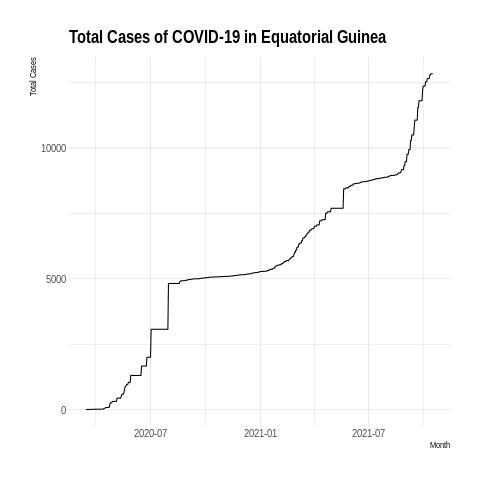 Total Cases of COVID-19 in Equatorial Guinea
Total Cases
10000
5000
0
2020-07
2021-01
2021-07
Month